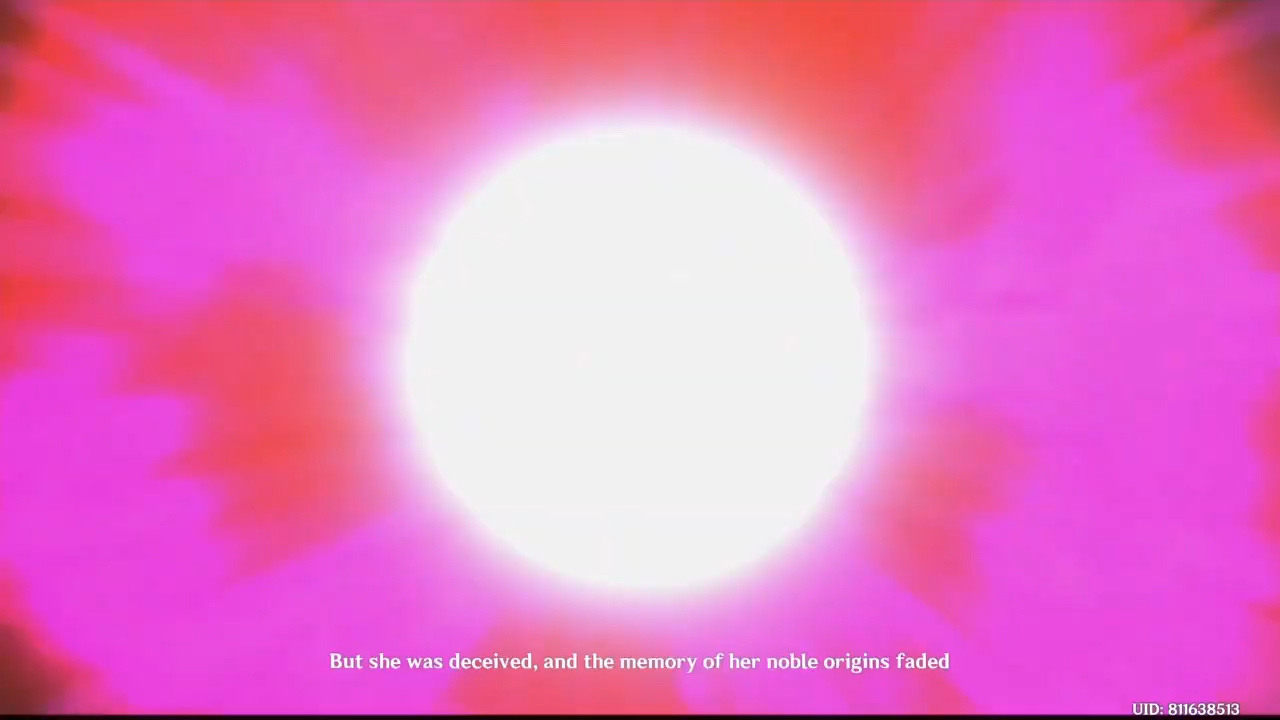 But she was deceived, and the memory of her noble origins faded
UID: 811638513